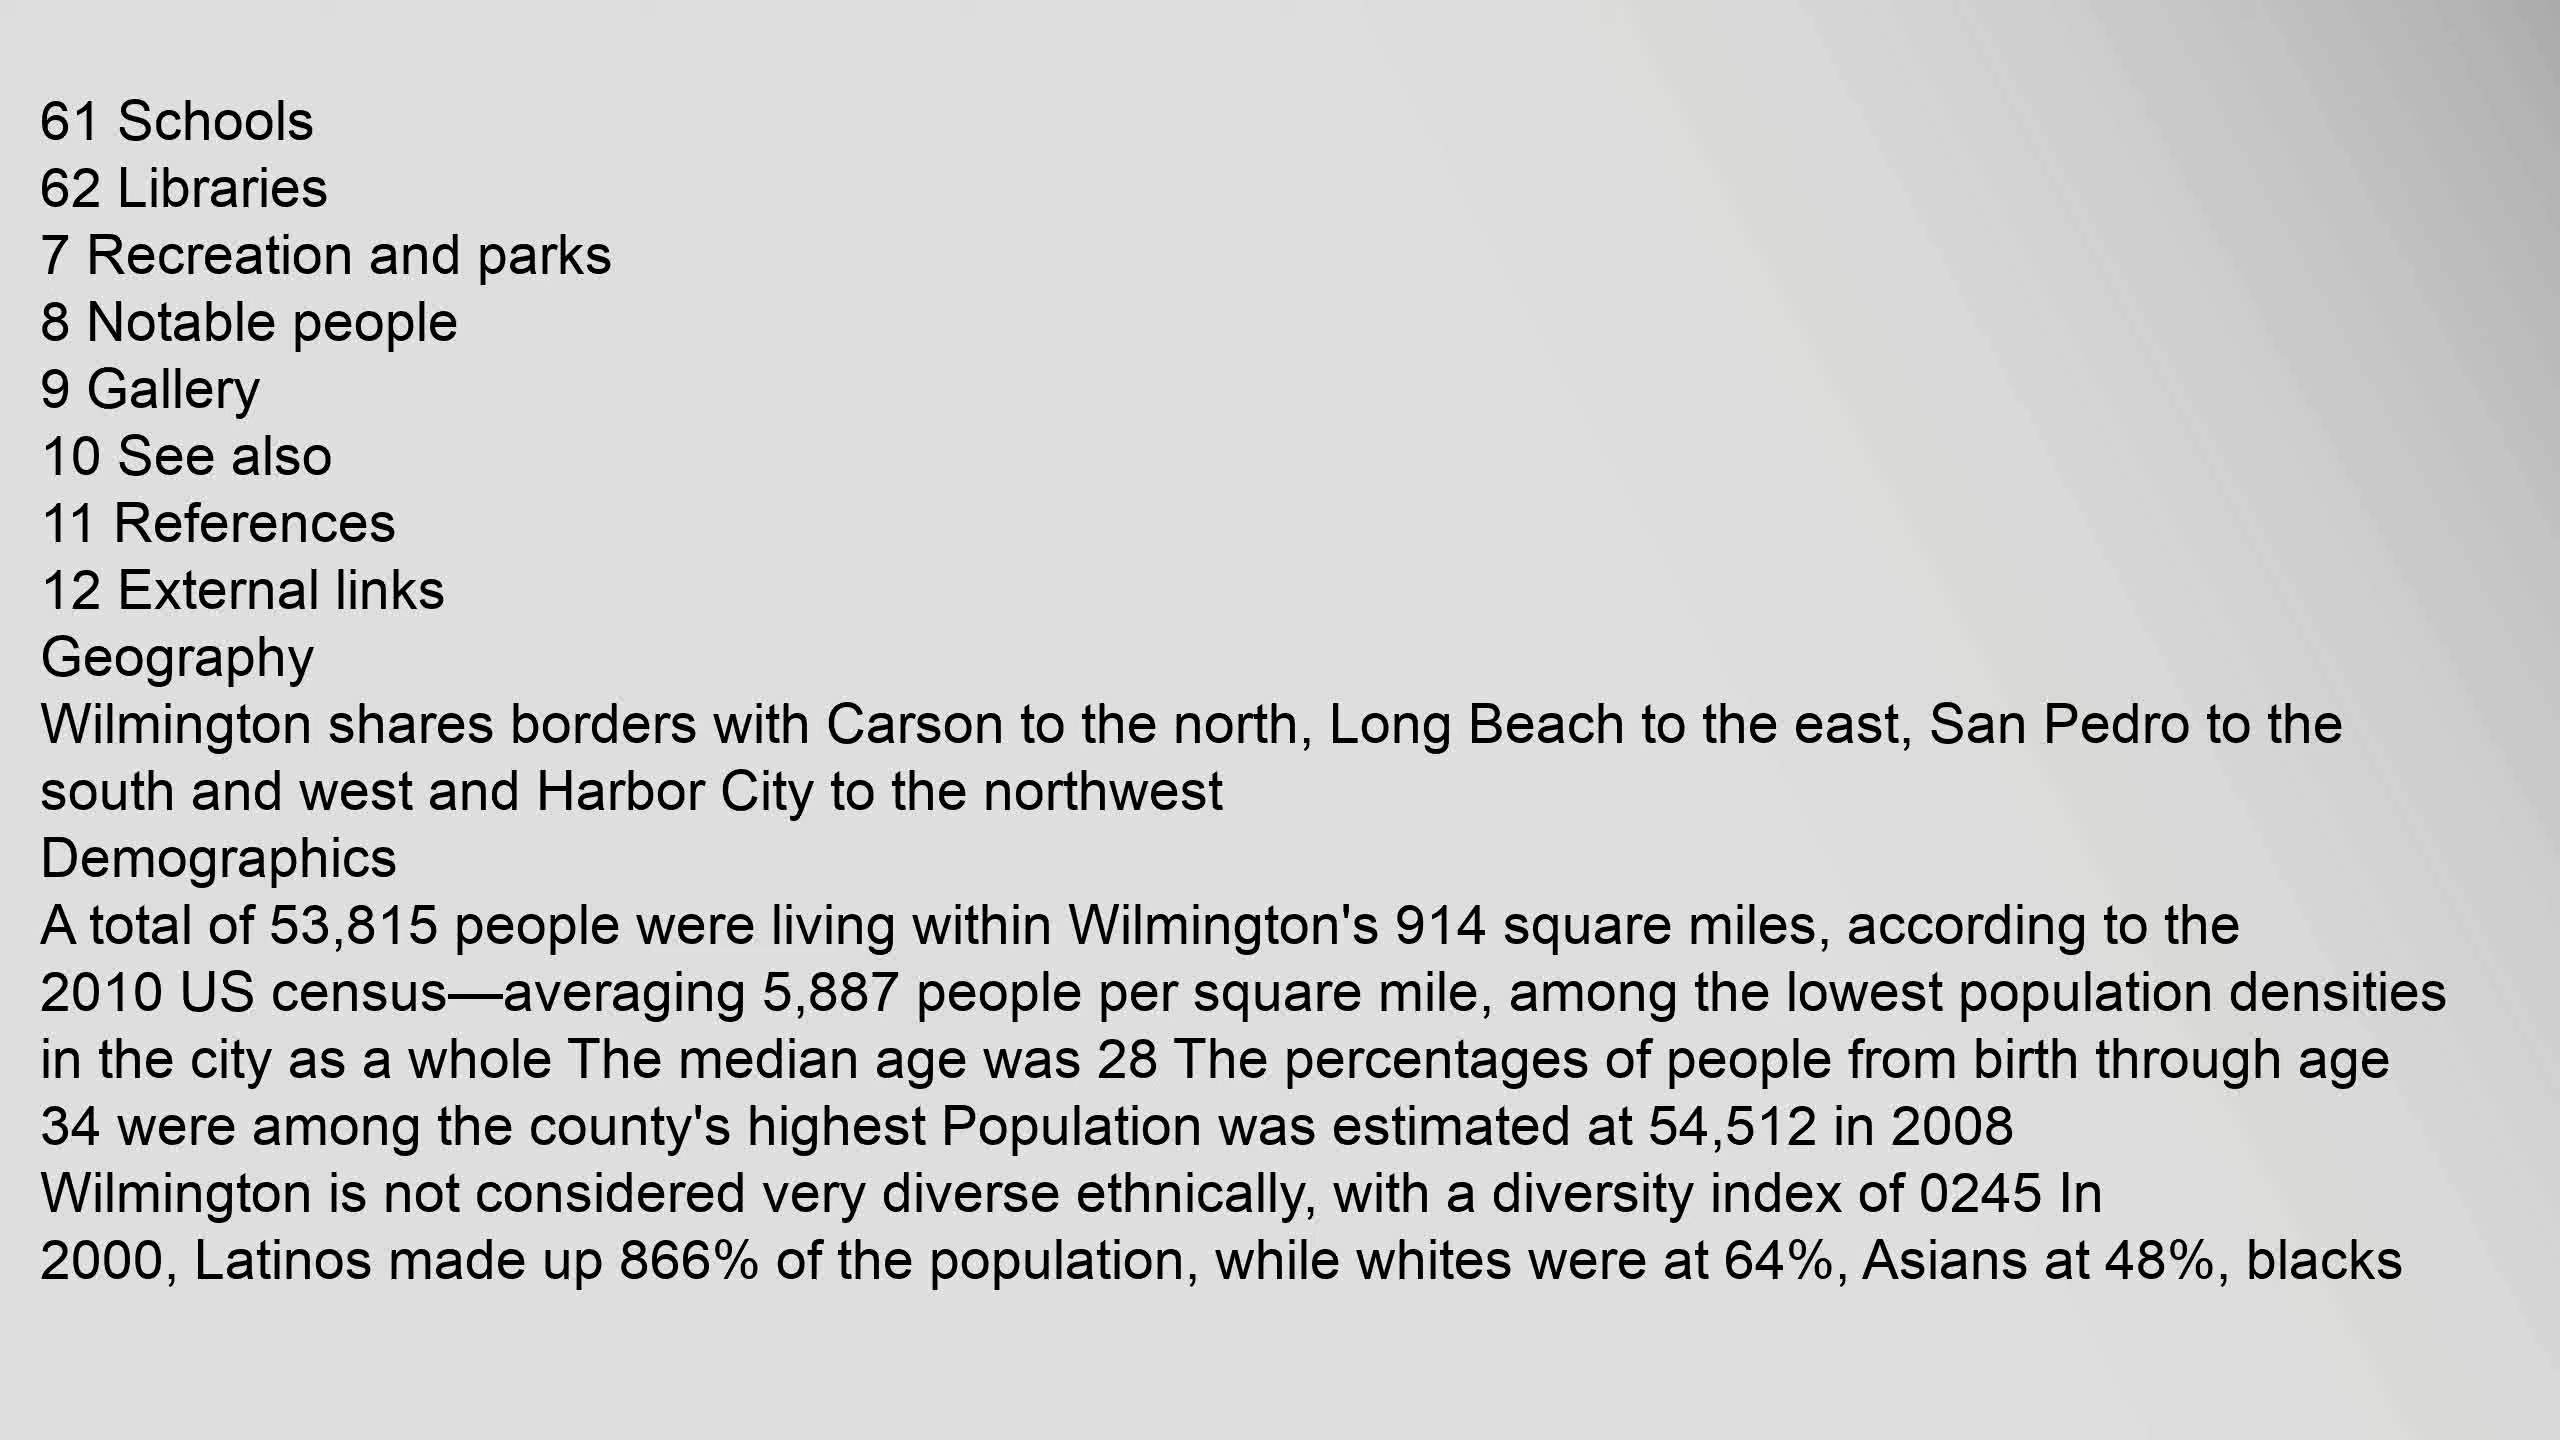 61 Schools
62 Libraries
7 Recreation and parks
8 Notable people
9 Gallery
10 See also
11 References
12 External links
Geography
Wilmington shares borders with Carson to the north, Long Beach to the east, San Pedro to the
south and west and Harbor City to the northwest
Demographics
A total of 53,815 people were living within Wilmington's 914 square miles, according to the
2010 US census—averaging 5,887 people per square mile, among the lowest population densities
in the city as a whole The median age was 28 The percentages of people from birth through age
34 were among the county's highest Population was estimated at 54,512 in 2008
Wilmington is not considered very diverse ethnically, with a diversity index of 0245 In
2000, Latinos made up 866% of the population, while whites were at 64%, Asians at 48%, blacks